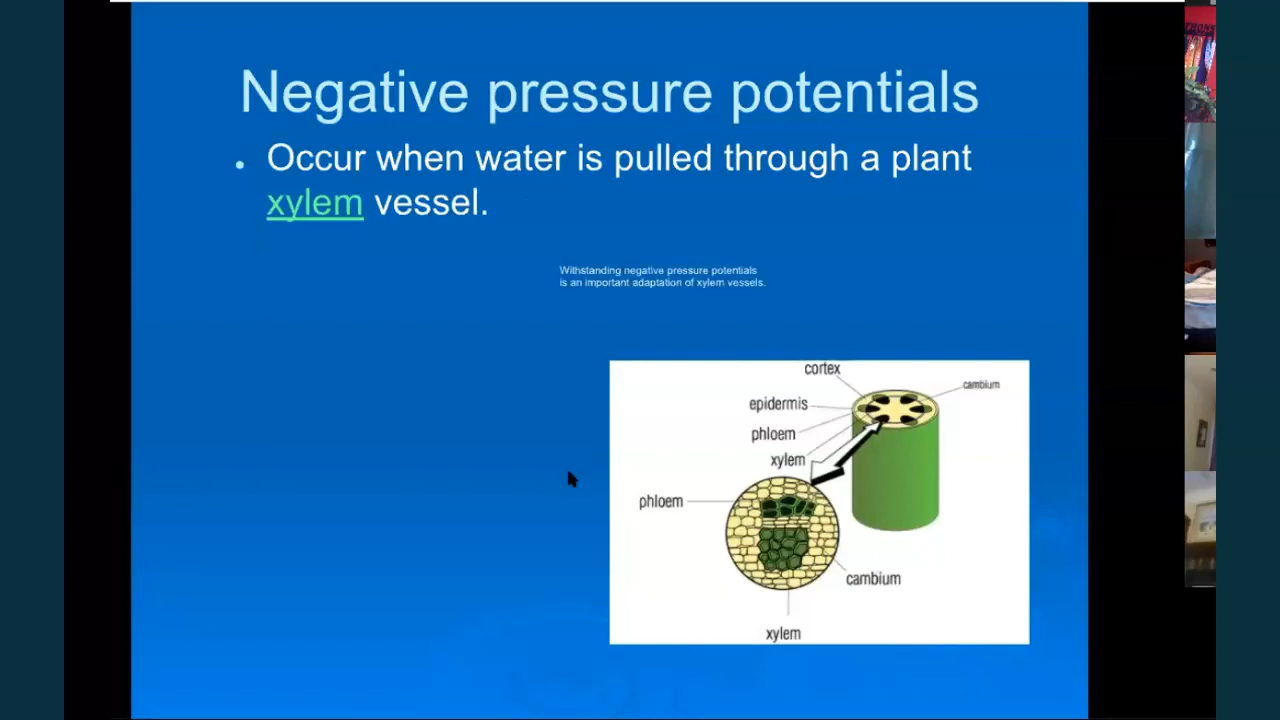 Negative pressure potentials
Occur when water is pulled through a plant
xylem vessel.
Withstanding negative pressure potentials
is an important adaptation of xylem vessels.
cortex
cambium
epidermis
phloem
xylem
phloem
cambium
xylem